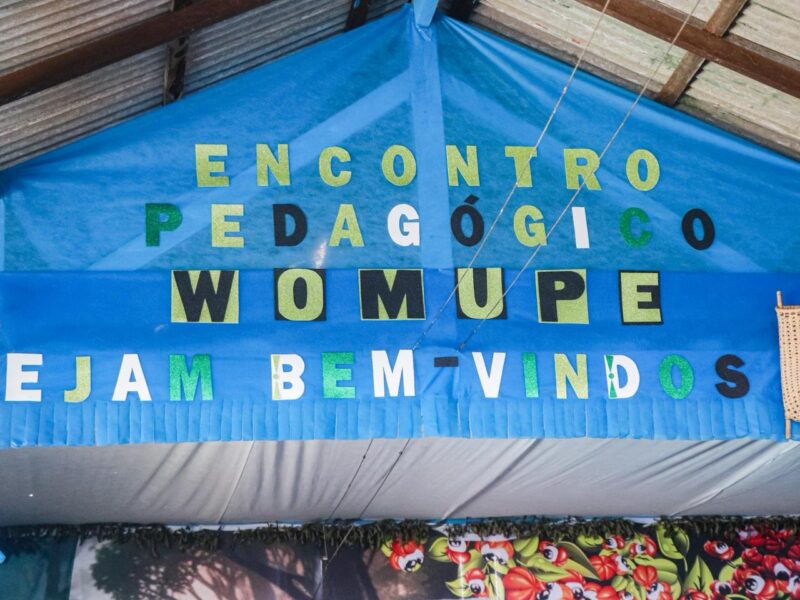 ENCONTRO
PEDAGÓGICO
WOMUPE
EJAM BEM-VINDOS